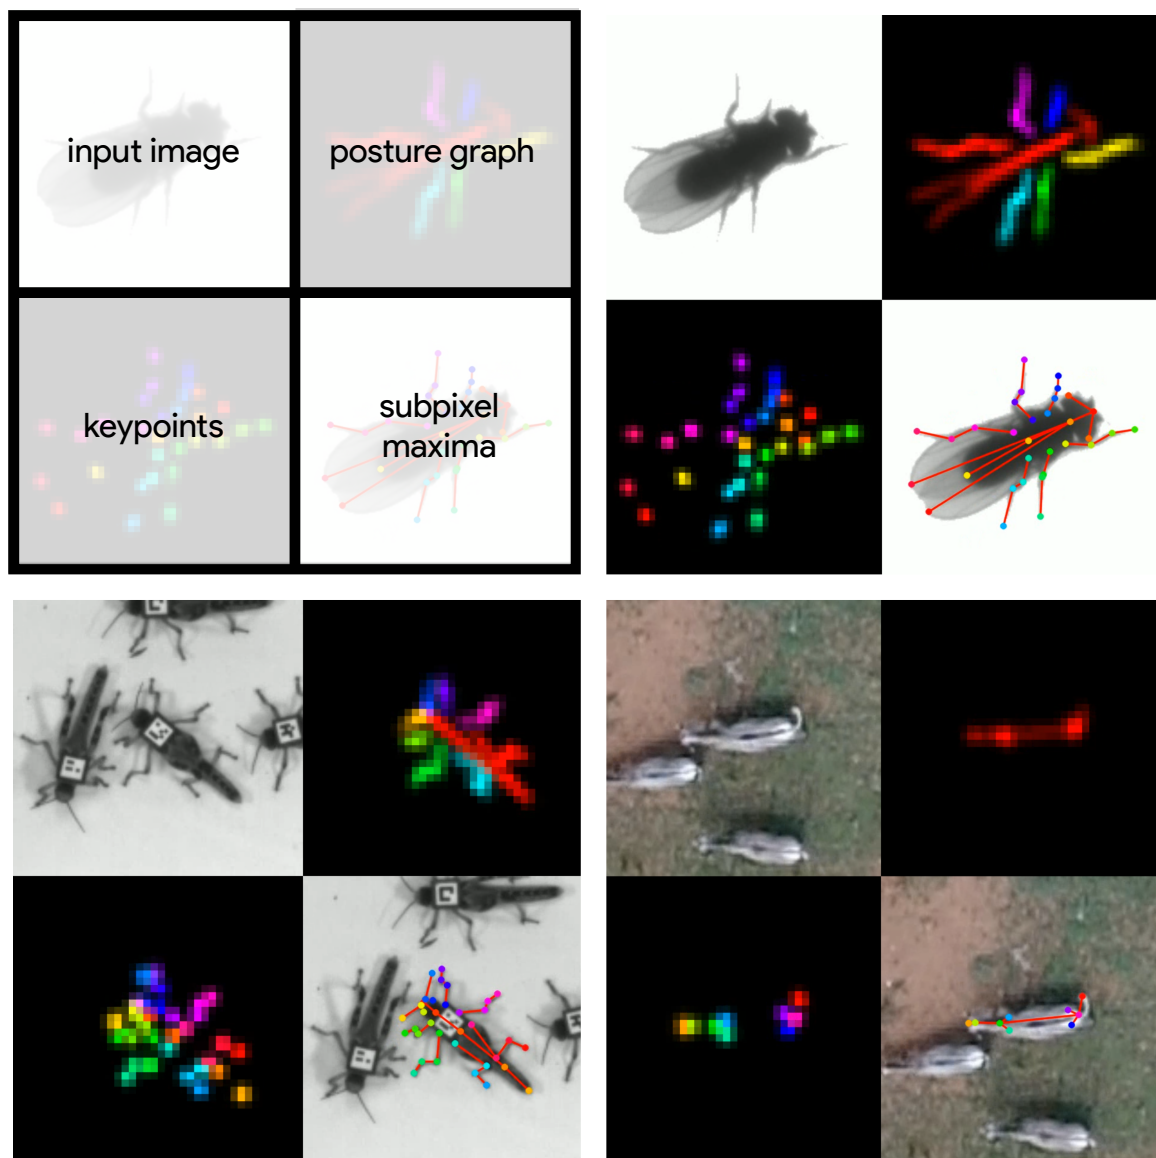 input image
posture graph
keypoints
subpixel
maxima